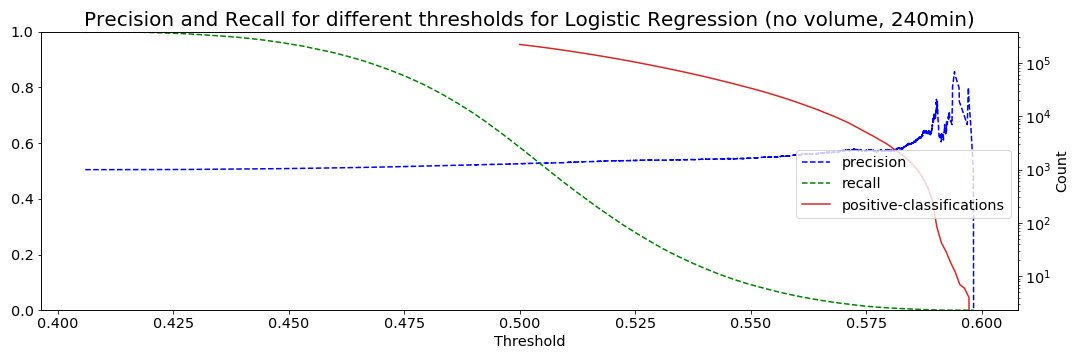 Precision and Recall for different thresholds for Logistic Regression (no volume, 240min)
1.0
0.8
0.6
0.4
0.2
0.0
10^5
10^4
10^3
10^2
10^1
Count
precision
recall
positive-classifications
0.400 0.425 0.450 0.475 0.500 0.525 0.550 0.575 0.600
Threshold